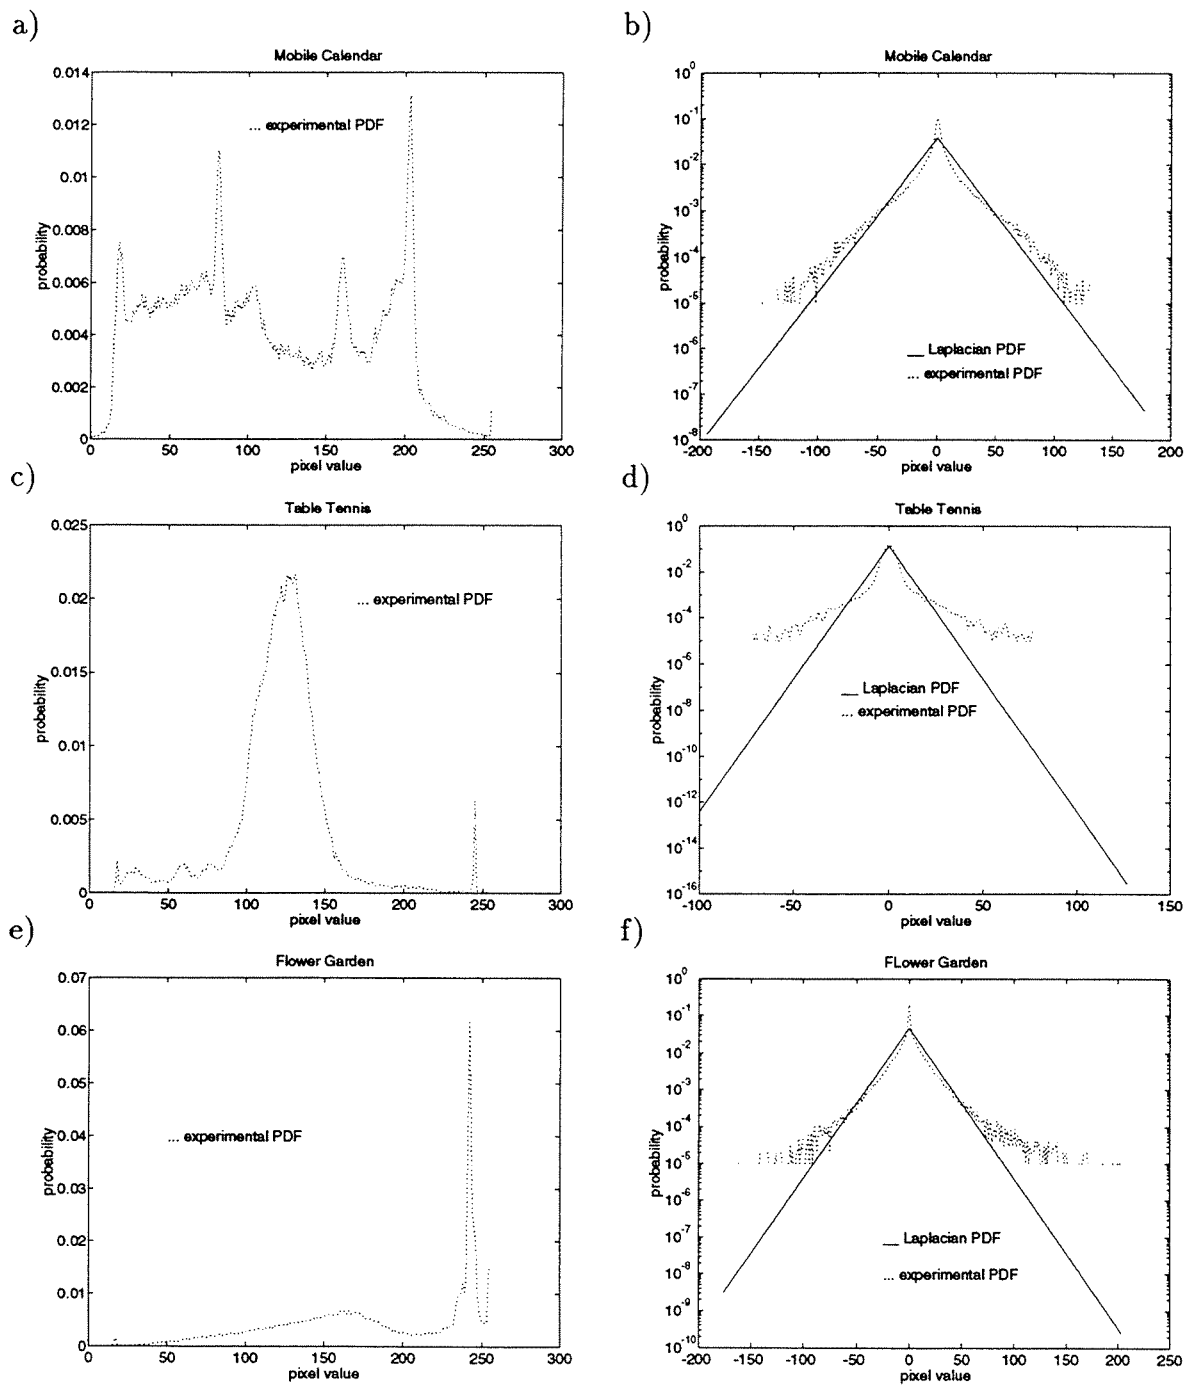 a)
Mobile Calendar
0.014
0.012
0.01
0.008
0.006
0.004
0.002
0
probability
... experimental PDF
0 50 100 150 200 250 300
pixel value
b)
Mobile Calendar
10^0
10^-1
10^-2
10^-3
10^-4
10^-5
10^-6
10^-7
10^-8
probability
Laplacian PDF
... experimental PDF
-200 -150 -100 -50 0 50 100 150 200
pixel value
c)
Table Tennis
0.025
0.02
0.015
0.01
0.005
0
probability
... experimental PDF
0 50 100 150 200 250 300
pixel value
d)
Table Tennis
10^0
10^-2
10^-4
10^-6
10^-8
10^-10
10^-12
10^-14
10^-16
probability
Laplacian PDF
... experimental PDF
-100 -50 0 50 100 150
pixel value
e)
Flower Garden
0.07
0.06
0.05
0.04
0.03
0.02
0.01
0
probability
... experimental PDF
0 50 100 150 200 250 300
pixel value
f)
FLower Garden
10^0
10^-1
10^-2
10^-3
10^-4
10^-5
10^-6
10^-7
10^-8
10^-9
10^-10
probability
Laplacian PDF
... experimental PDF
-200 -150 -100 -50 0 50 100 150 200 250
pixel value